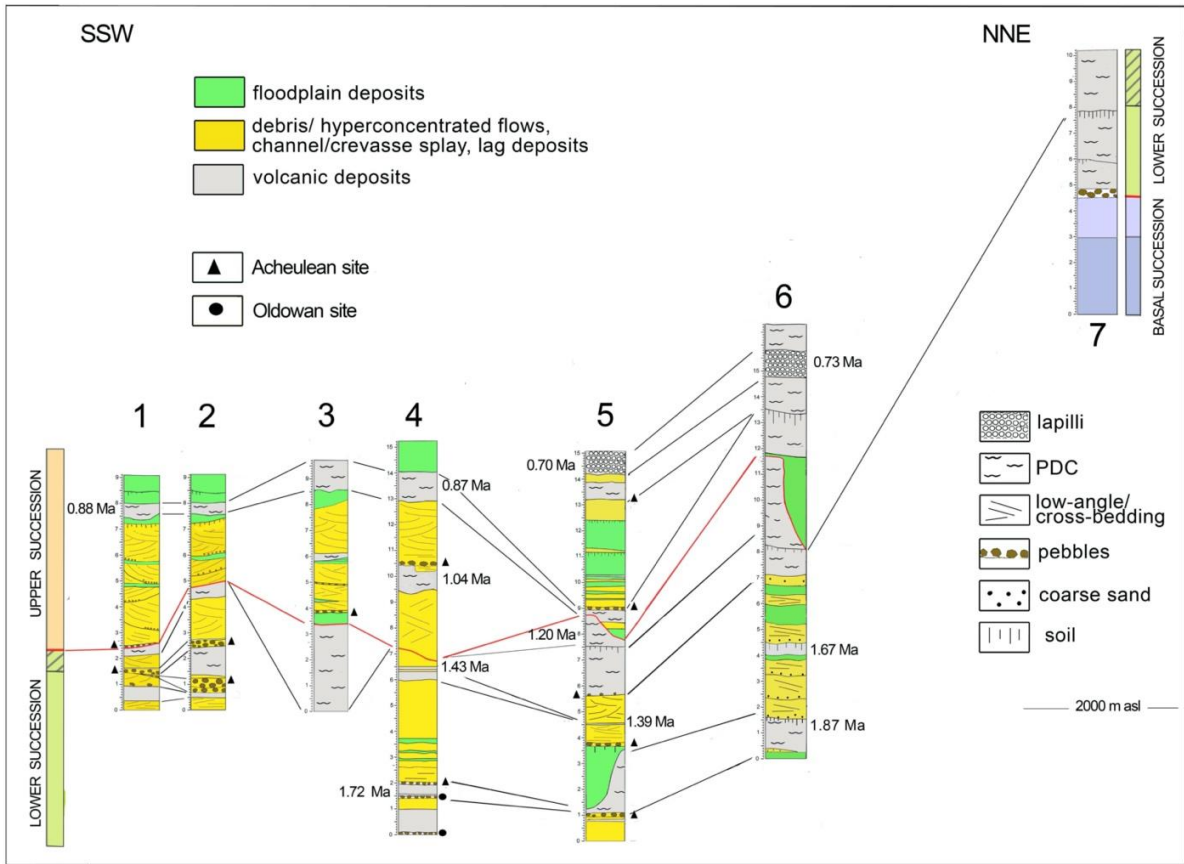 SSW
NNE
floodplain deposits
debris/ hyperconcentrated flows,
channel/crevasse splay, lag deposits
volcanic deposits
Acheulean site
Oldowan site
LOWER SUCCESSION
BASAL SUCCESSION
7
6
0.73 Ma
1.67 Ma
1.87 Ma
5
0.70 Ma
1.20 Ma
1.39 Ma
4
0.87 Ma
1.04 Ma
1.43 Ma
1.72 Ma
3
2
1
0.88 Ma
UPPER SUCCESSION
LOWER SUCCESSION
lapilli
PDC
low-angle/
cross-bedding
pebbles
coarse sand
soil
2000 m asl